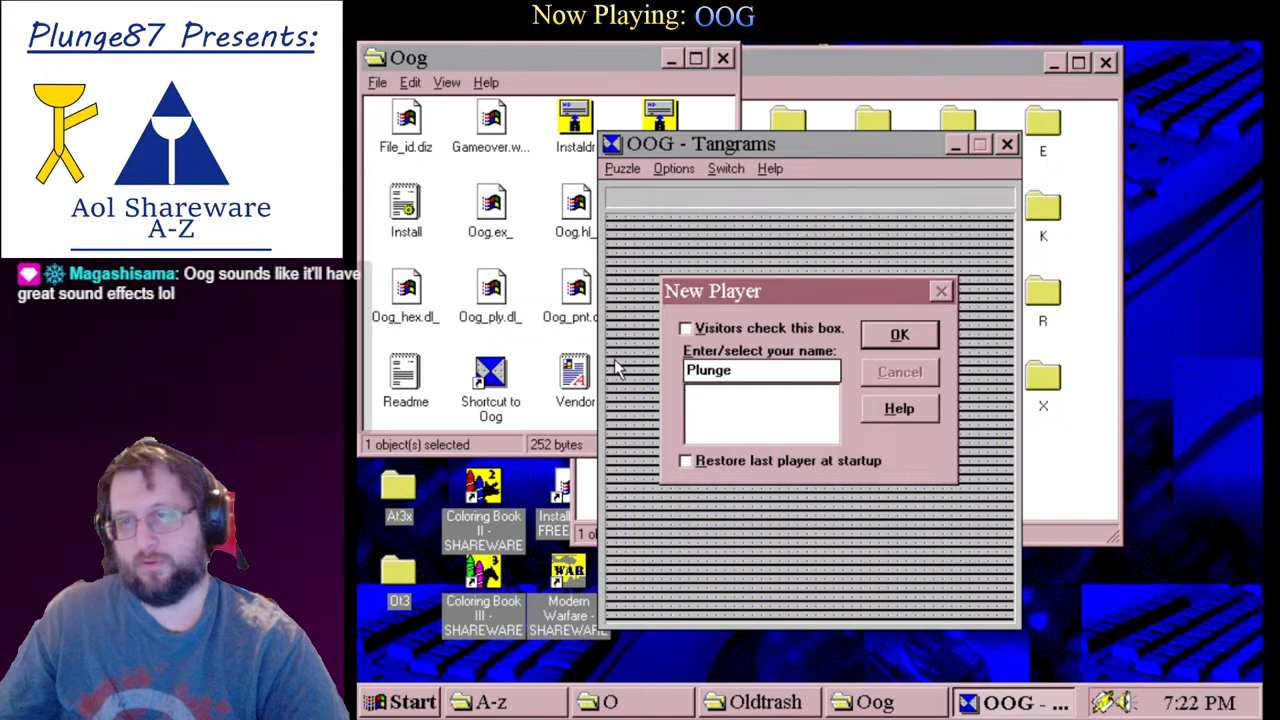 Now Playing: OOG
Plunge87 Presents:
Aol Shareware
A-Z
Magashisama: Oog sounds like it'll have
great sound effects lol
Oog
File Edit View Help
File_id.diz
Gameover.w...
Install
Oog.ex_
Oog.hl_
Oog_hex.dl_
Oog_ply.dl_
Readme
Shortcut to
Oog
Vendor
1 object(s) selected
252 bytes
OOG - Tangrams
Puzzle Options Switch Help
New Player
Visitors check this box.
Enter/select your name:
Plunge
OK
Cancel
Help
Restore last player at startup
E
K
R
X
At3x
Coloring Book
II -
SHAREWARE
Ot3
Coloring Book
III -
SHAREWARE
WAR
Modern
Warfare -
SHAREWARE
Start
A-z
O
Oldtrash
Oog
OOG - ...
7:22 PM